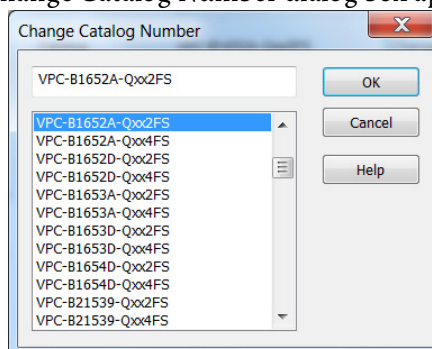 Change Catalog Number
VPC-B1652A-Qxx2FS
OK
VPC-B1652A-Qxx2FS
VPC-B1652A-Qxx4FS
VPC-B1652D-Qxx2FS
VPC-B1652D-Qxx4FS
VPC-B1653A-Qxx2FS
VPC-B1653A-Qxx4FS
VPC-B1653D-Qxx2FS
VPC-B1653D-Qxx4FS
VPC-B1654D-Qxx2FS
VPC-B1654D-Qxx4FS
VPC-B21539-Qxx2FS
VPC-B21539-Qxx4FS
Cancel
Help